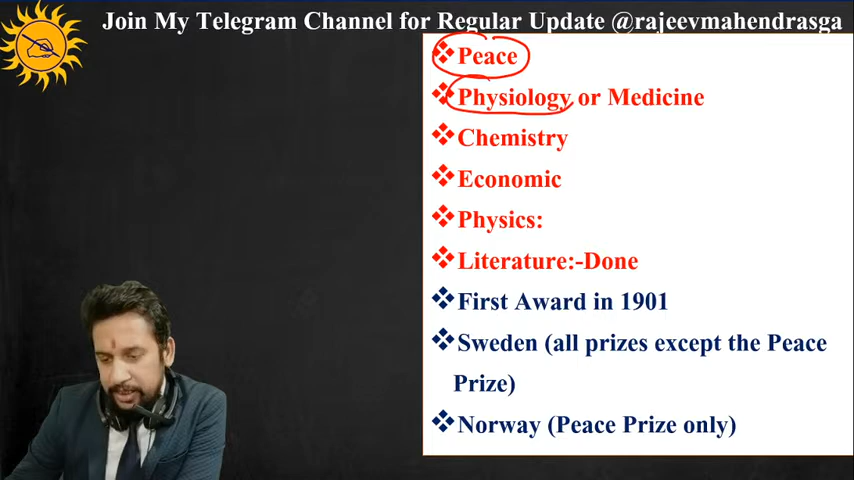 Join My Telegram Channel for Regular Update @rajeevmahendrasga
❖Peace
❖Physiology or Medicine
❖Chemistry
❖Economic
❖Physics:
❖Literature:-Done
❖First Award in 1901
❖Sweden (all prizes except the Peace
Prize)
❖Norway (Peace Prize only)